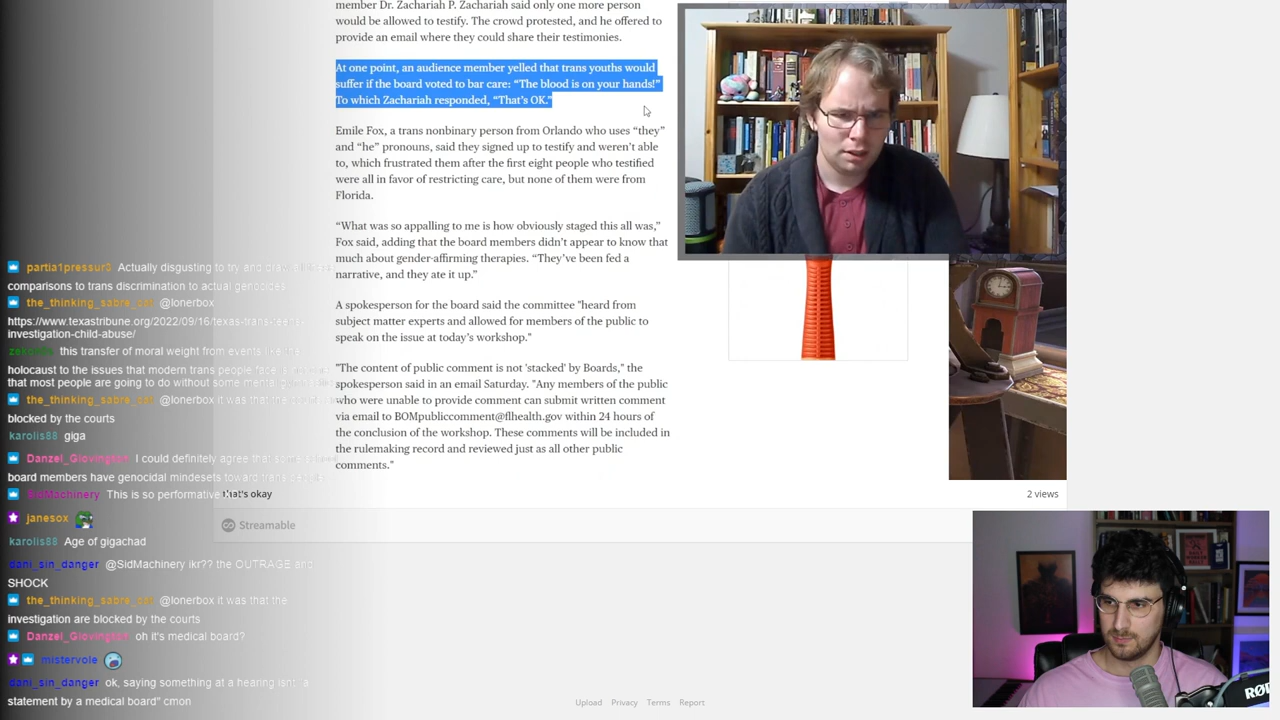 member Dr. Zachariah P. Zachariah said only one more person
would be allowed to testify. The crowd protested, and he offered to
provide an email where they could share their testimonies.
At one point, an audience member yelled that trans youths would
suffer if the board voted to bar care: “The blood is on your hands!”
To which Zachariah responded, “That’s OK.”
Emile Fox, a trans nonbinary person from Orlando who uses “they”
and “he” pronouns, said they signed up to testify and weren’t able
to, which frustrated them after the first eight people who testified
were all in favor of restricting care, but none of them were from
Florida.
“What was so appalling to me is how obviously staged this all was,”
Fox said, adding that the board members didn’t appear to know that
much about gender-affirming therapies. “They’ve been fed a
narrative, and they ate it up.”
A spokesperson for the board said the committee "heard from
subject matter experts and allowed for members of the public to
speak on the issue at today’s workshop."
"The content of public comment is not 'stacked' by Boards," the
spokesperson said in an email Saturday. "Any members of the public
who were unable to provide comment can submit written comment
via email to BOMpubliccomment@flhealth.gov within 24 hours of
the conclusion of the workshop. These comments will be included in
the rulemaking record and reviewed just as all other public
comments."
partia1pressur3 Actually disgusting to try and draw
comparisons to trans discrimination to actual genocides
the_thinking_sabre_cat @lonerbox
https://www.texastribune.org/2022/09/16/texas-trans-teens-
investigation-child-abuse/
this transfer of moral weight from events like the
holocaust to the issues that modern trans people face is
that most people are going to do without some mental
the_thinking_sabre_cat @lonerbox it was that the
blocked by the courts
karolis88 giga
Danzel_Glovington I could definitely agree that some
board members have genocidal mindesets toward trans people
SidMachinery This is so performative
janesox
karolis88 Age of gigachad
dani_sin_danger @SidMachinery ikr?? the OUTRAGE and
SHOCK
the_thinking_sabre_cat @lonerbox it was that the
investigation are blocked by the courts
Danzel_Glovington oh it's medical board?
mistervole
dani_sin_danger ok, saying something at a hearing isnt a
statement by a medical board" cmon
that's okay
2 views
Streamable
Upload Privacy Terms Report
RØDE